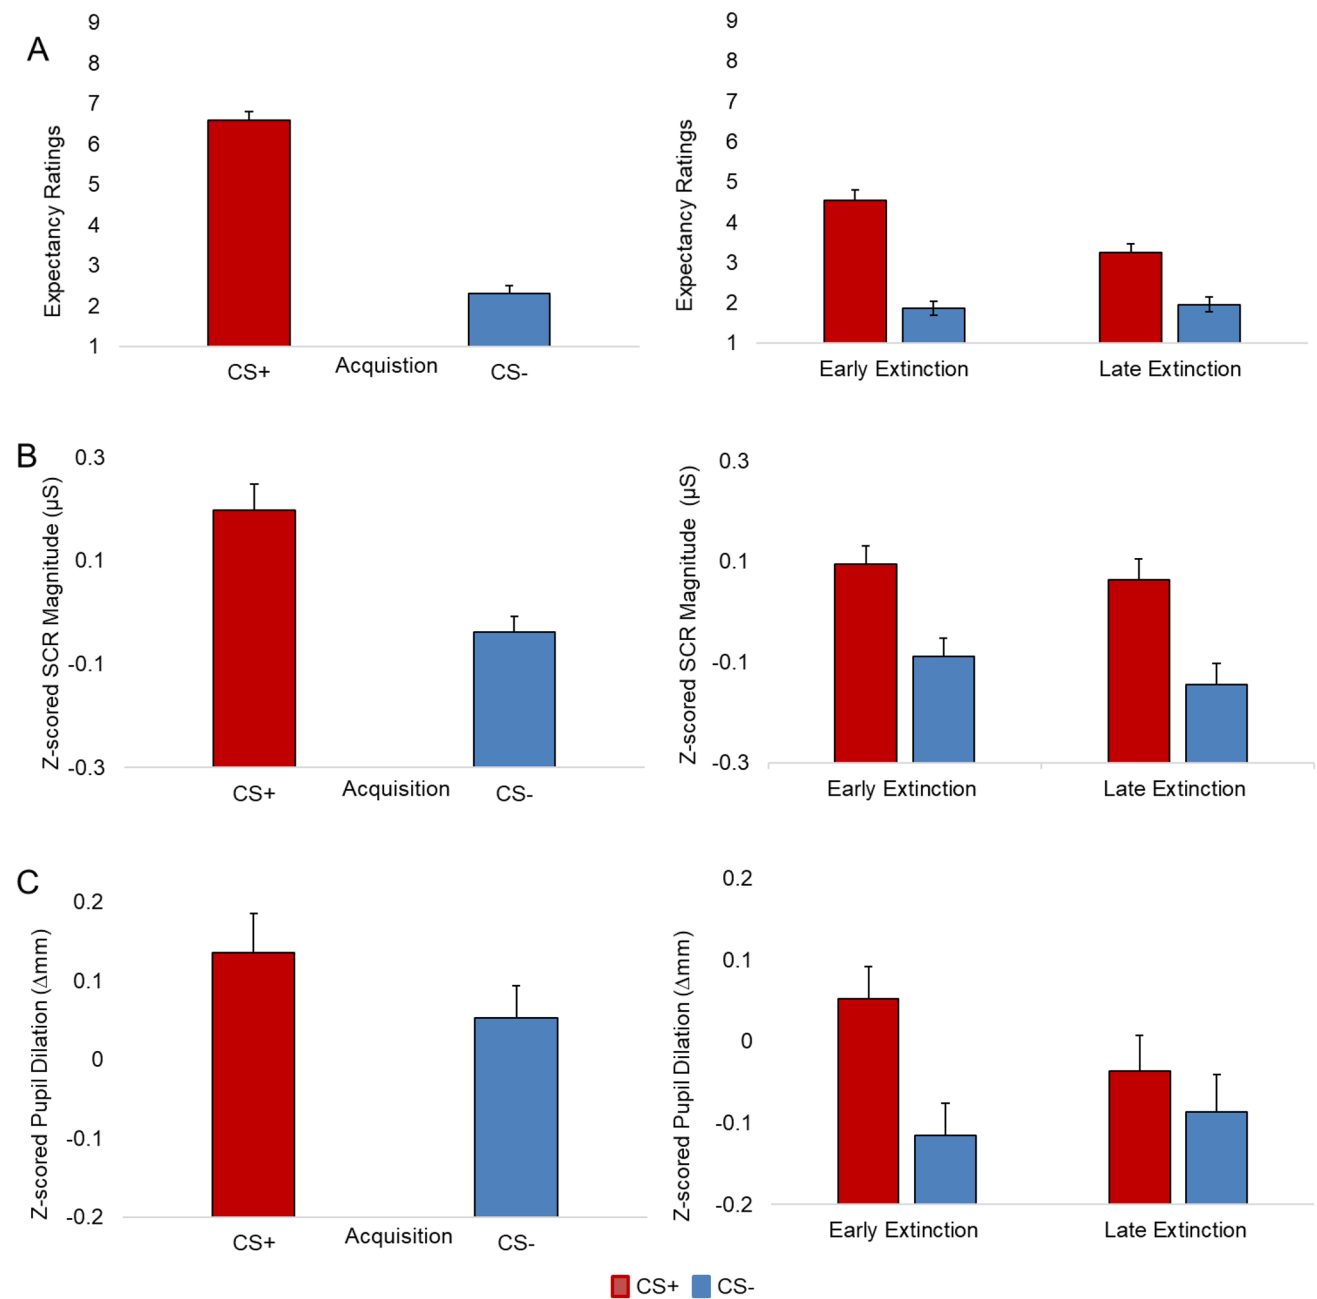 A
Expectancy Ratings
9
8
7
6
5
4
3
2
1
CS+
Acquistion
CS-
Expectancy Ratings
9
8
7
6
5
4
3
2
1
Early Extinction
Late Extinction
B
Z-scored SCR Magnitude (µS)
0.3
0.1
-0.1
-0.3
CS+
Acquisition
CS-
Z-scored SCR Magnitude (µS)
0.3
0.1
-0.1
-0.3
Early Extinction
Late Extinction
C
Z-scored Pupil Dilation (Δmm)
0.2
0.1
0
-0.1
-0.2
CS+
Acquisition
CS-
Z-scored Pupil Dilation (Δmm)
0.2
0.1
0
-0.1
-0.2
Early Extinction
Late Extinction
CS+
CS-